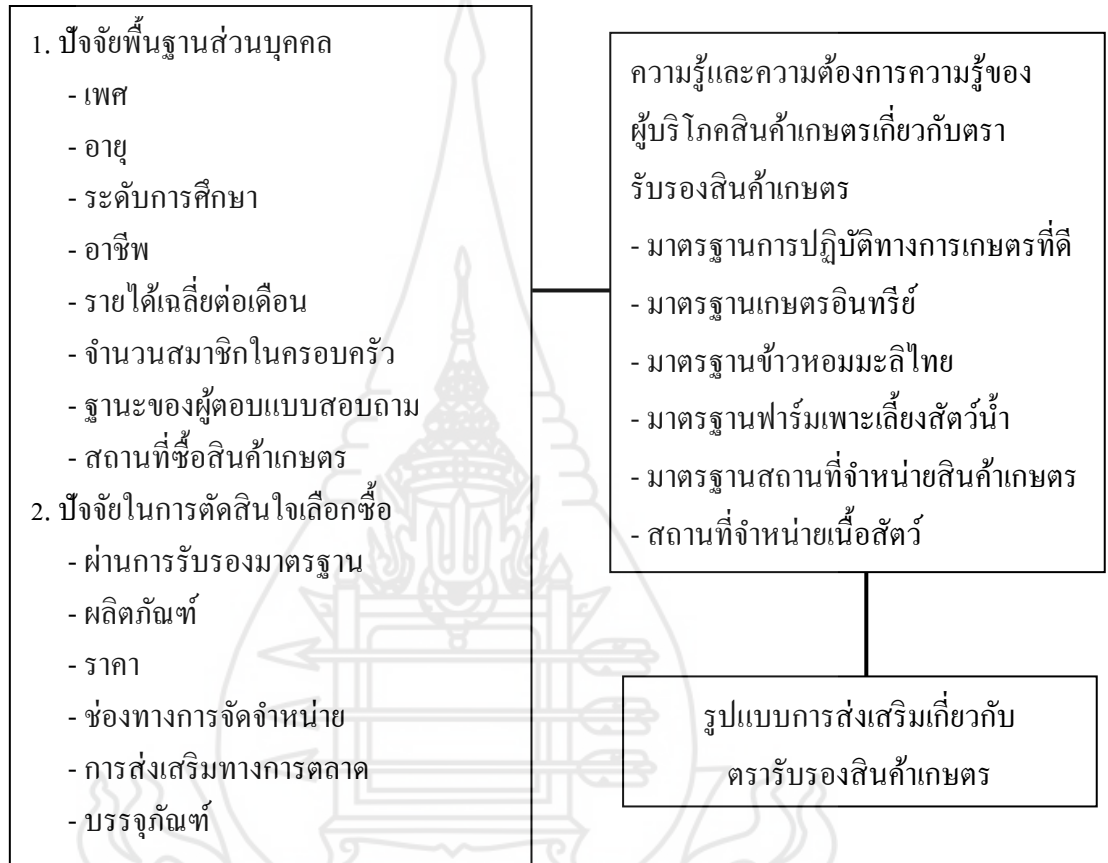 1. ปัจจัยพื้นฐานส่วนบุคคล
- เพศ
- อายุ
- ระดับการศึกษา
- อาชีพ
- รายได้เฉลี่ยต่อเดือน
- จำนวนสมาชิกในครอบครัว
- ฐานะของผู้ตอบแบบสอบถาม
- สถานที่ซื้อสินค้าเกษตร
2. ปัจจัยในการตัดสินใจเลือกซื้อ
- ผ่านการรับรองมาตรฐาน
- ผลิตภัณฑ์
- ราคา
- ช่องทางการจัดจำหน่าย
- การส่งเสริมทางการตลาด
- บรรจุภัณฑ์
ความรู้และความต้องการความรู้ของ
ผู้บริโภคสินค้าเกษตรเกี่ยวกับตรา
รับรองสินค้าเกษตร
- มาตรฐานการปฏิบัติทางการเกษตรที่ดี
- มาตรฐานเกษตรอินทรีย์
- มาตรฐานข้าวหอมมะลิไทย
- มาตรฐานฟาร์มเพาะเลี้ยงสัตว์น้ำ
- มาตรฐานสถานที่จำหน่ายสินค้าเกษตร
- สถานที่จำหน่ายเนื้อสัตว์
รูปแบบการส่งเสริมเกี่ยวกับ
ตรารับรองสินค้าเกษตร